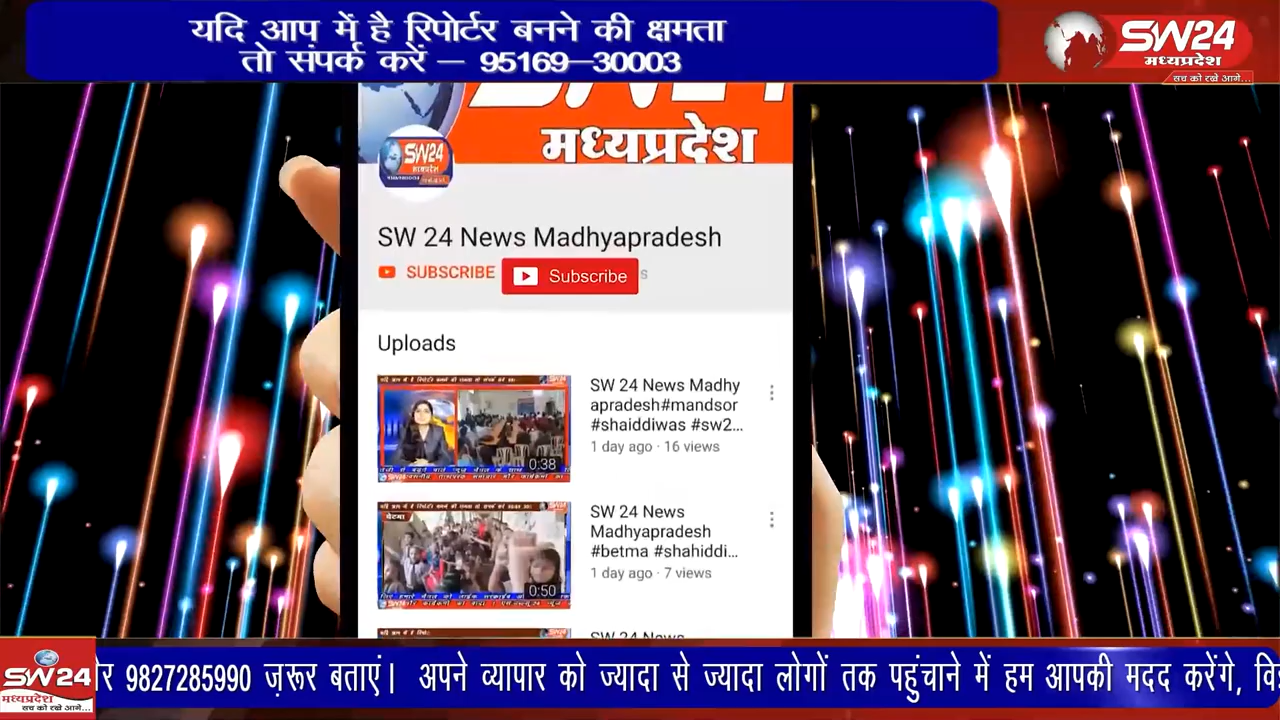 यदि आप में है रिपोर्टर बनने की क्षमता
तो संपर्क करें – 95169–30003
SW24
मध्यप्रदेश
सच को रखे आगे...
मध्यप्रदेश
SW24
SW 24 News Madhyapradesh
SUBSCRIBE
Subscribe
s
Uploads
SW 24 News Madhy
apradesh#mandsor
#shaiddiwas #sw2...
1 day ago · 16 views
0:38
SW 24 News
Madhyapradesh
#betma #shahiddi...
1 day ago · 7 views
बेटमा
0:50
SW 24 News
SW24
मध्यप्रदेश
सच को रखे आगे...
र 9827285990 ज़रूर बताएं। अपने व्यापार को ज्यादा से ज्यादा लोगों तक पहुंचाने में हम आपकी मदद करेंगे,